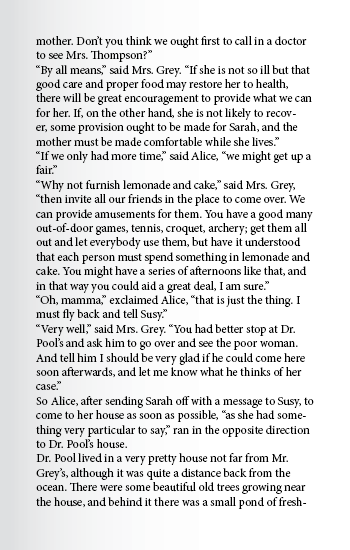 mother. Don’t you think we ought first to call in a doctor
to see Mrs. Thompson?”
“By all means,” said Mrs. Grey. “If she is not so ill but that
good care and proper food may restore her to health,
there will be great encouragement to provide what we can
for her. If, on the other hand, she is not likely to recov-
er, some provision ought to be made for Sarah, and the
mother must be made comfortable while she lives.”
“If we only had more time,” said Alice, “we might get up a
fair.”
“Why not furnish lemonade and cake,” said Mrs. Grey,
“then invite all our friends in the place to come over. We
can provide amusements for them. You have a good many
out-of-door games, tennis, croquet, archery; get them all
out and let everybody use them, but have it understood
that each person must spend something in lemonade and
cake. You might have a series of afternoons like that, and
in that way you could aid a great deal, I am sure.”
“Oh, mamma,” exclaimed Alice, “that is just the thing. I
must fly back and tell Susy.”
“Very well,” said Mrs. Grey. “You had better stop at Dr.
Pool’s and ask him to go over and see the poor woman.
And tell him I should be very glad if he could come here
soon afterwards, and let me know what he thinks of her
case.”
So Alice, after sending Sarah off with a message to Susy, to
come to her house as soon as possible, “as she had some-
thing very particular to say,” ran in the opposite direction
to Dr. Pool’s house.
Dr. Pool lived in a very pretty house not far from Mr.
Grey’s, although it was quite a distance back from the
ocean. There were some beautiful old trees growing near
the house, and behind it there was a small pond of fresh-